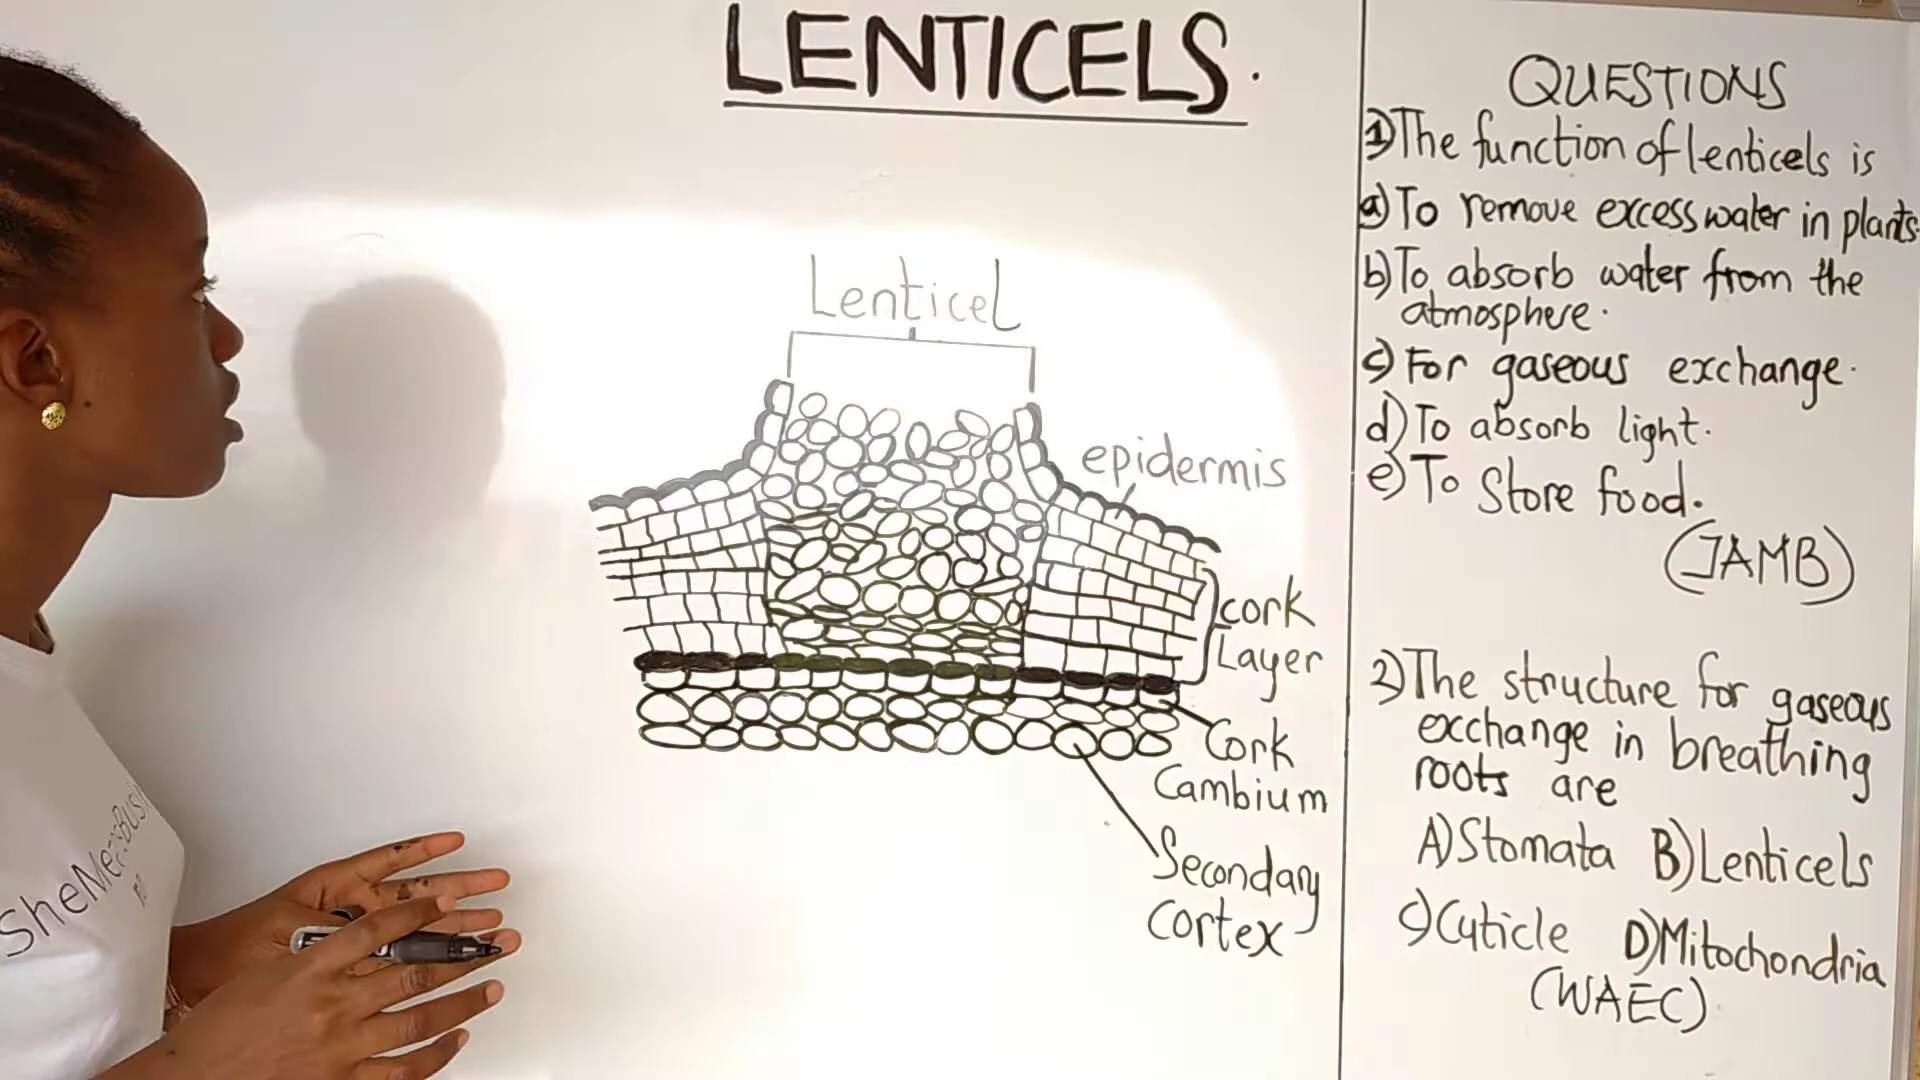 LENTICELS.
Lenticel
epidermis
cork
Layer
Cork
Cambium
Secondary
cortex
QUESTIONS
1) The function of lenticels is
a) To remove excess water in plants.
b) To absorb water from the
atmosphere.
c) For gaseous exchange.
d) To absorb light.
e) To Store food.
(JAMB)
2) The structure for gaseous
exchange in breathing
roots are
A) Stomata B) Lenticels
C) Cuticle D) Mitochondria
(WAEC)